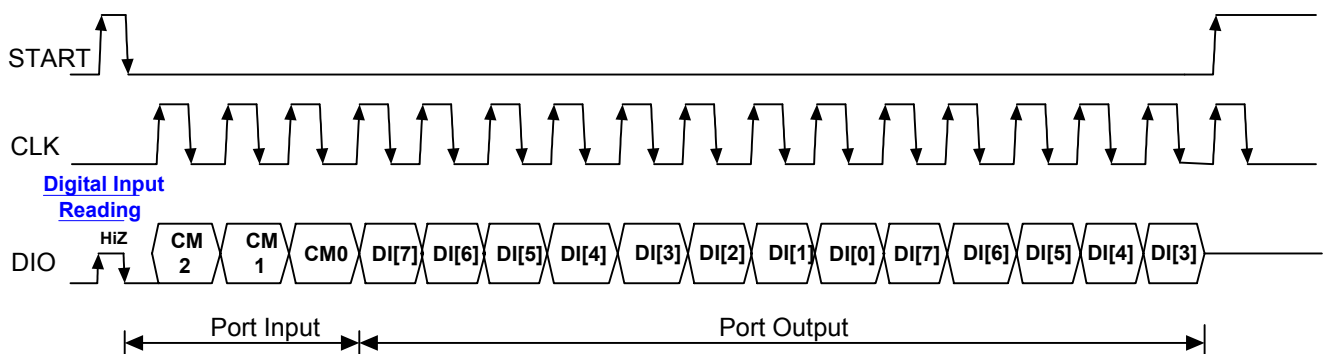 START
CLK
Digital Input
Reading
HiZ
DIO
CM
2
CM
1
CM0
DI[7]
DI[6]
DI[5]
DI[4]
DI[3]
DI[2]
DI[1]
DI[0]
DI[7]
DI[6]
DI[5]
DI[4]
DI[3]
Port Input
Port Output